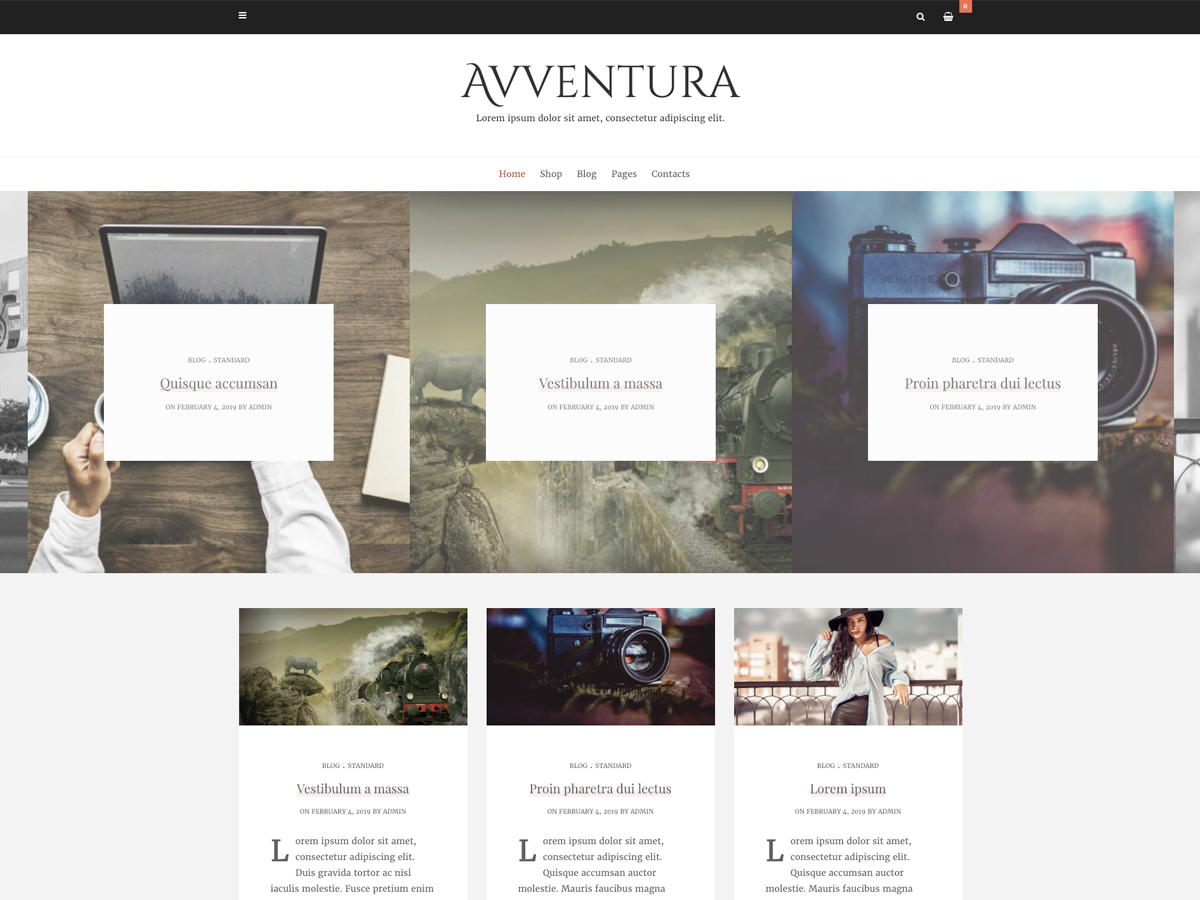 0
AVVENTURA
Lorem ipsum dolor sit amet, consectetur adipiscing elit.
Home Shop Blog Pages Contacts
BLOG . STANDARD
Quisque accumsan
ON FEBRUARY 4, 2019 BY ADMIN
BLOG . STANDARD
Vestibulum a massa
ON FEBRUARY 4, 2019 BY ADMIN
BLOG . STANDARD
Proin pharetra dui lectus
ON FEBRUARY 4, 2019 BY ADMIN
BLOG . STANDARD
Vestibulum a massa
ON FEBRUARY 4, 2019 BY ADMIN
Lorem ipsum dolor sit amet,
consectetur adipiscing elit.
Duis gravida tortor ac nisl
iaculis molestie. Fusce pretium enim
BLOG . STANDARD
Proin pharetra dui lectus
ON FEBRUARY 4, 2019 BY ADMIN
Lorem ipsum dolor sit amet,
consectetur adipiscing elit.
Quisque accumsan auctor
molestie. Mauris faucibus magna
BLOG . STANDARD
Lorem ipsum
ON FEBRUARY 4, 2019 BY ADMIN
Lorem ipsum dolor sit amet,
consectetur adipiscing elit.
Quisque accumsan auctor
molestie. Mauris faucibus magna